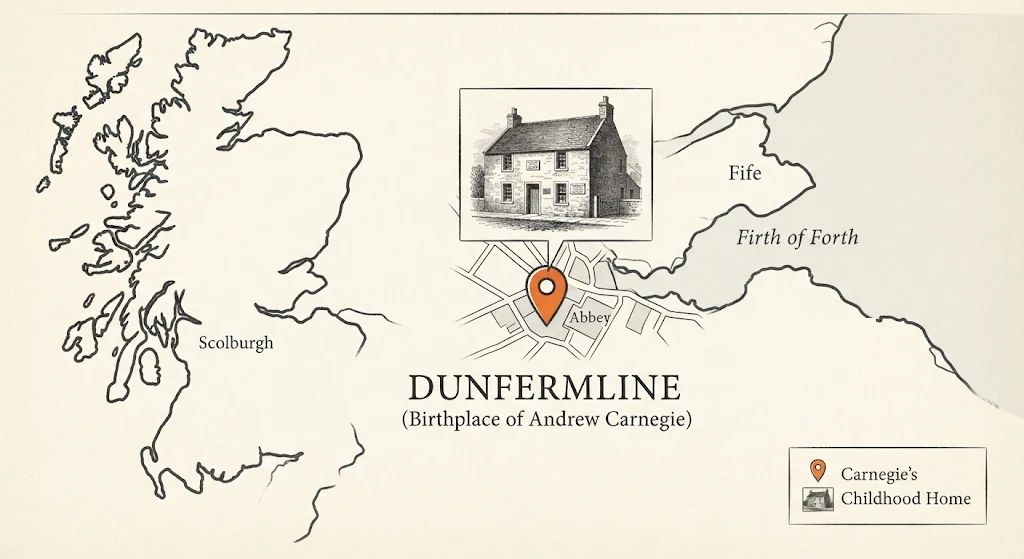 Fife
Firth of Forth
Abbey
Scolburgh
DUNFERMLINE
(Birthplace of Andrew Carnegie)
Carnegie's
Childhood Home